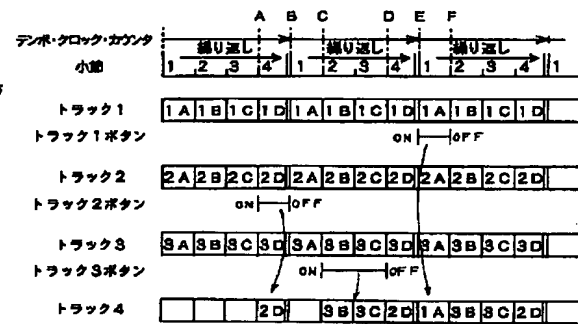 A B C D E F
テンポ・クロック・カウンタ
繰り返し 繰り返し 繰り返し
小節 1 2 3 4 1 2 3 4 1 2 3 4 1
トラック1 1A 1B 1C 1D 1A 1B 1C 1D 1A 1B 1C 1D
トラック1ボタン ON OFF
トラック2 2A 2B 2C 2D 2A 2B 2C 2D 2A 2B 2C 2D
トラック2ボタン ON OFF
トラック3 3A 3B 3C 3D 3A 3B 3C 3D 3A 3B 3C 3D
トラック3ボタン ON OFF
トラック4 2D 3B 3C 3D 1A 3B 3C 2D